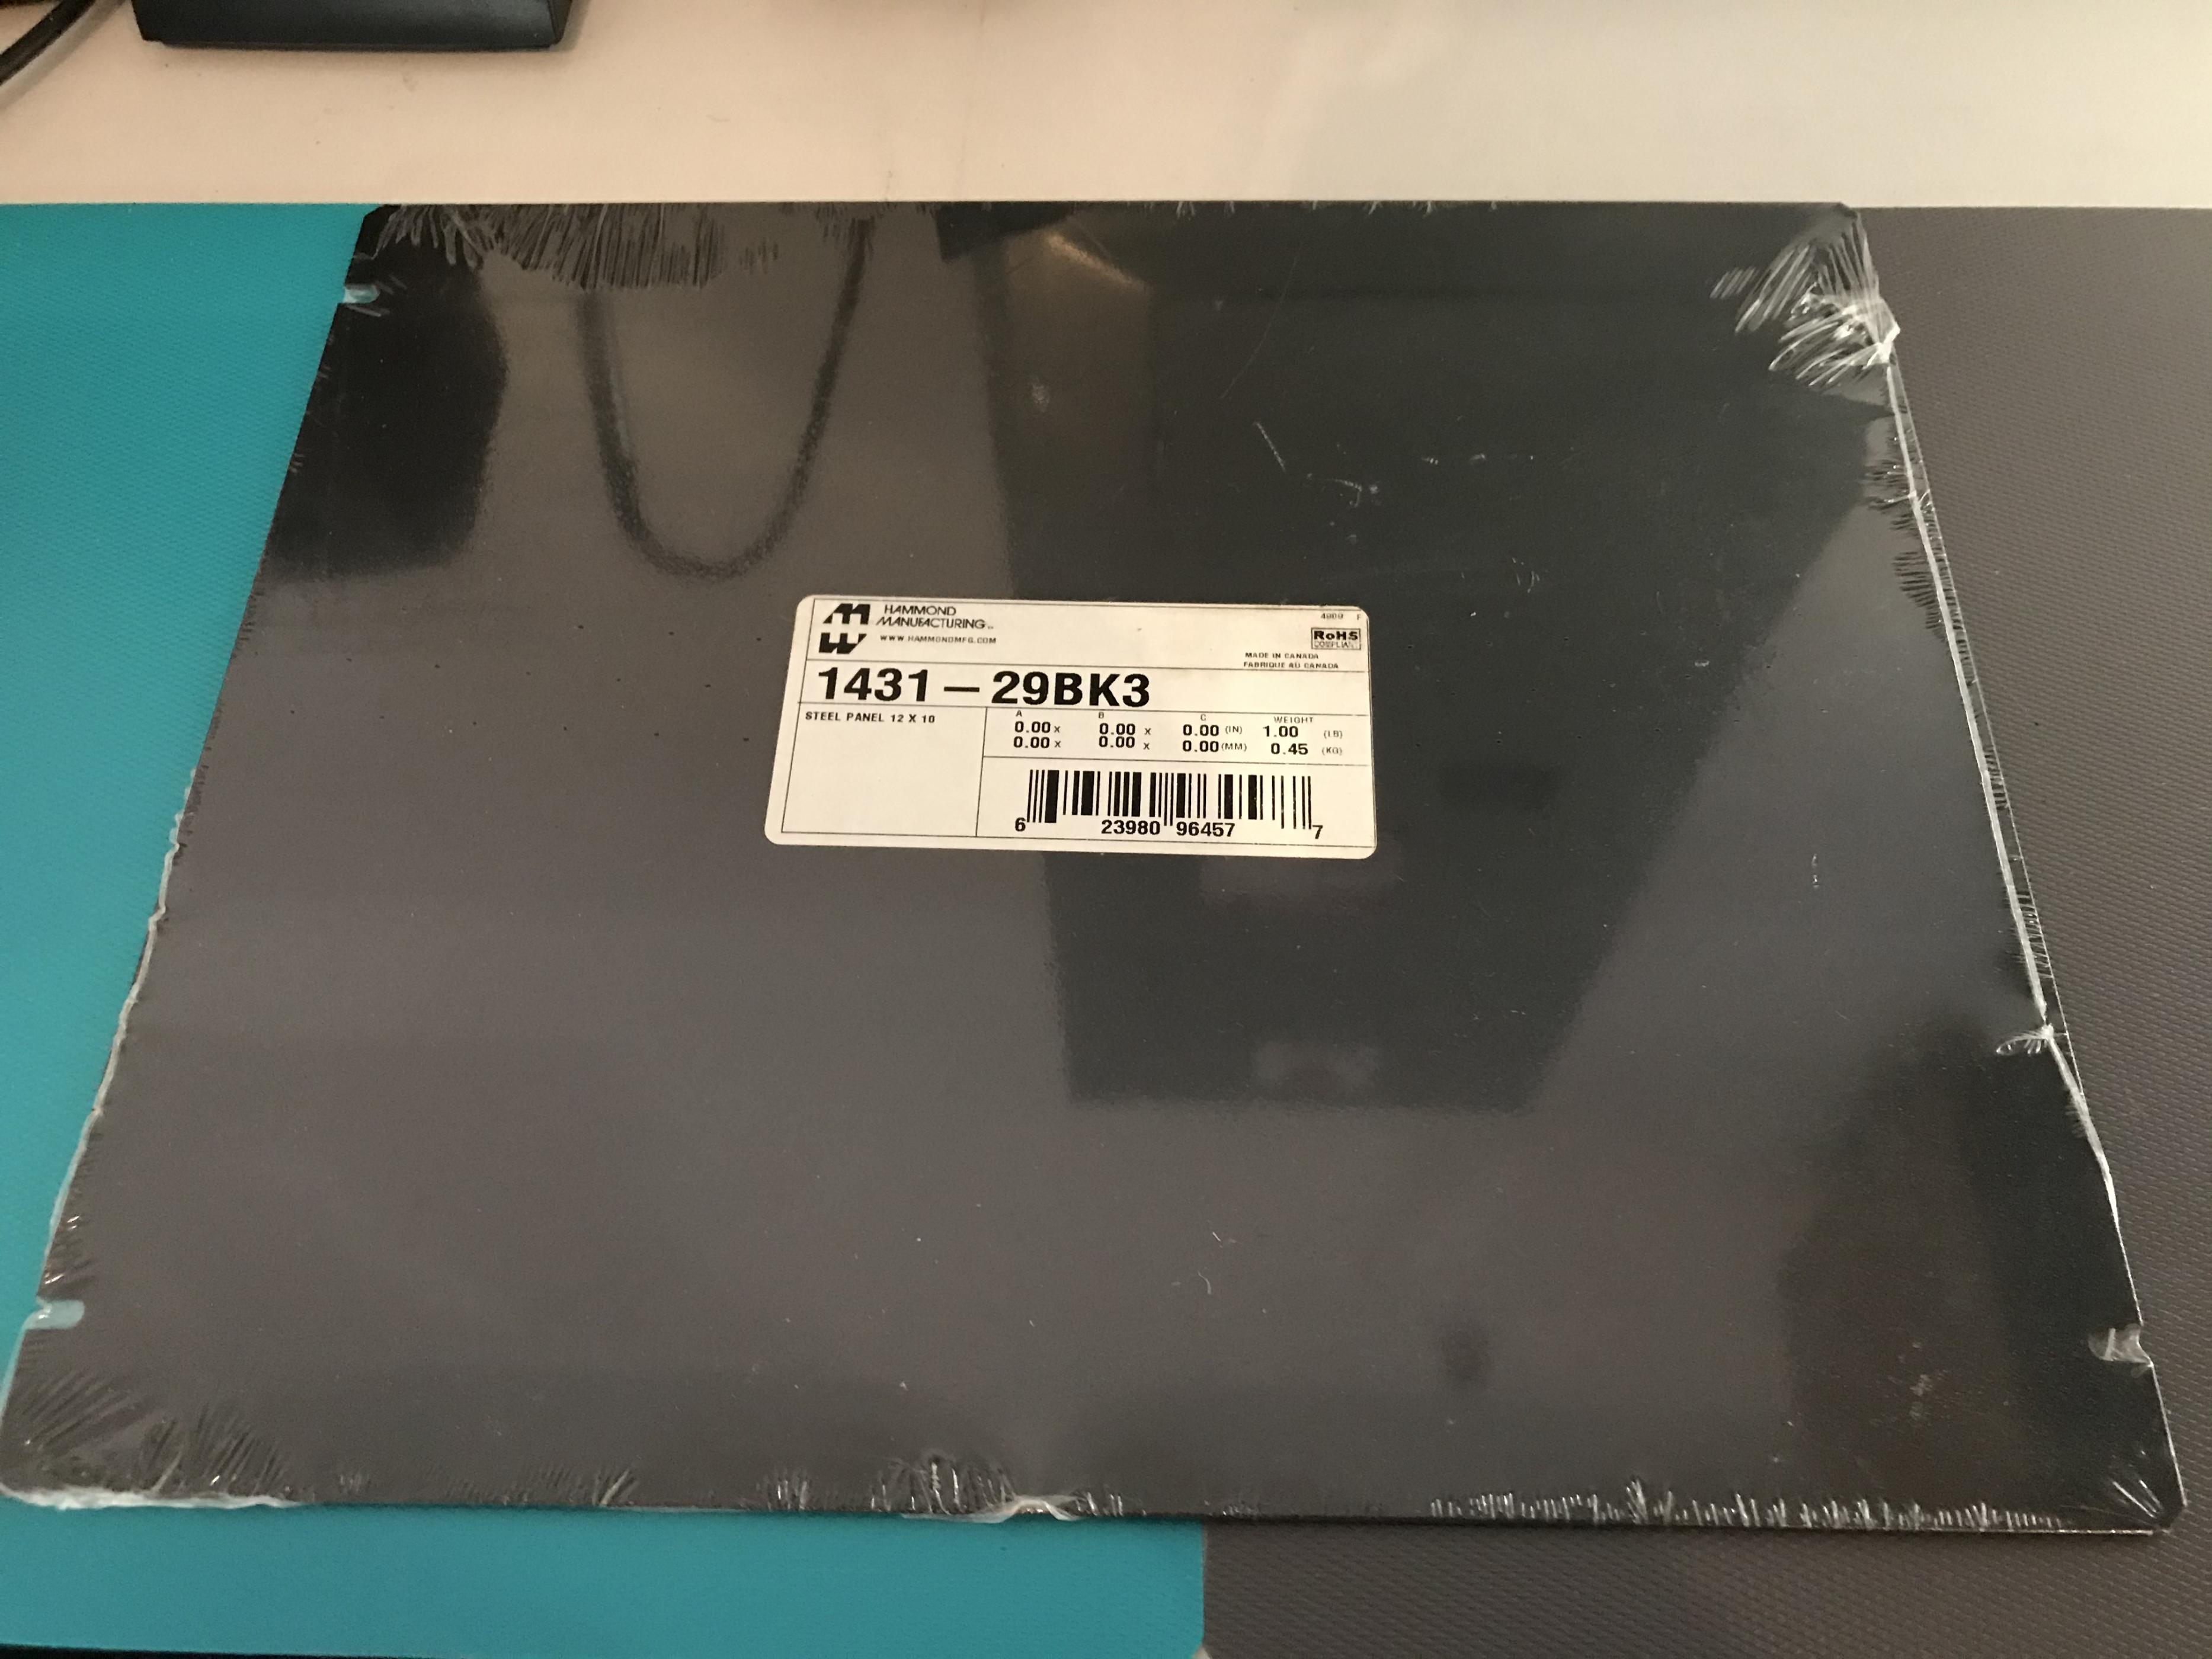 HAMMOND
MANUFACTURING
WWW.HAMMONDMFG.COM
RoHS
COMPLIANT
MADE IN CANADA
FABRIQUE AU CANADA
1431-29BK3
STEEL PANEL 12 X 10
A B C WEIGHT
0.00 x 0.00 x 0.00 (IN) 1.00 (LB)
0.00 x 0.00 x 0.00 (MM) 0.45 (KG)
6 23980 96457 7